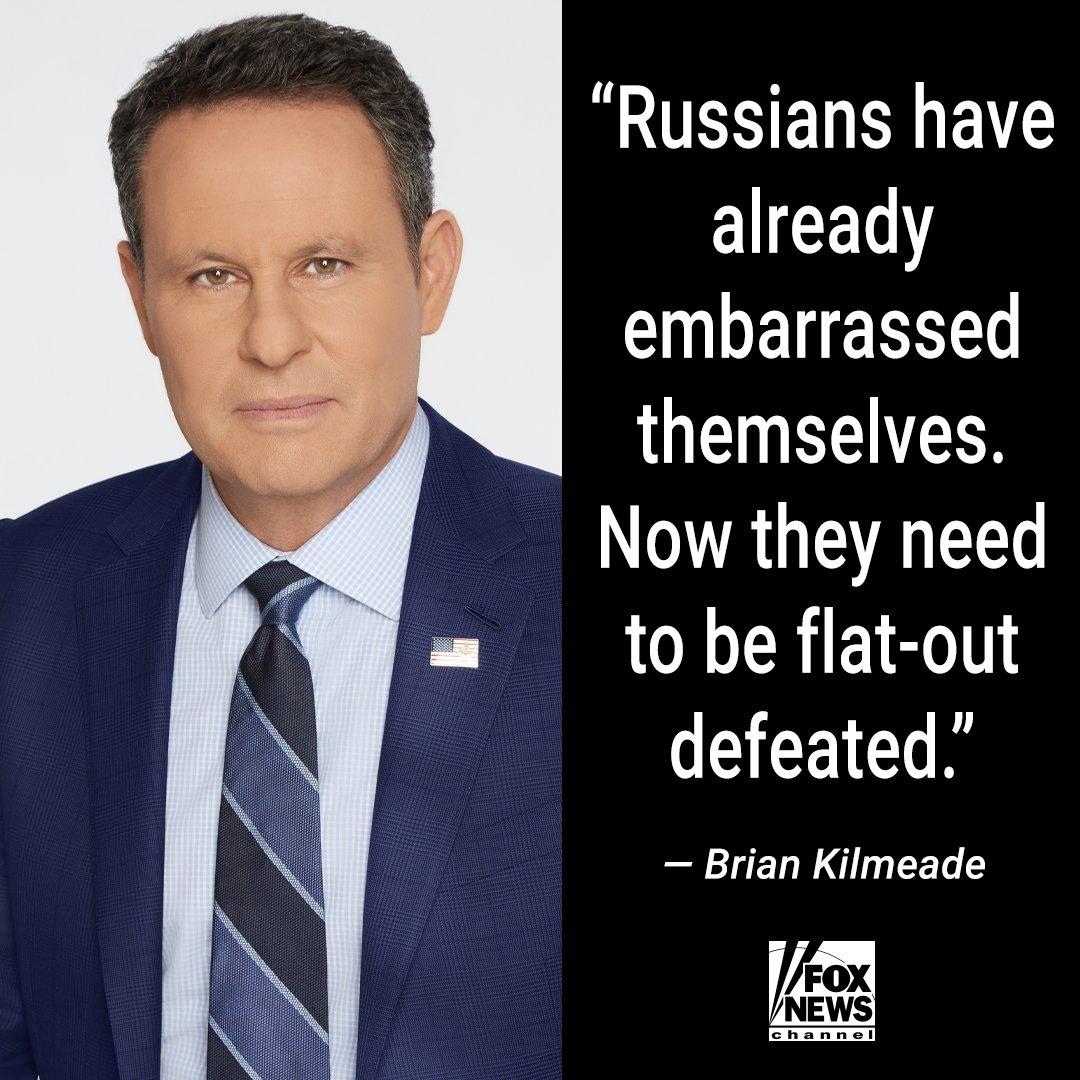 “Russians have
already
embarrassed
themselves.
Now they need
to be flat-out
defeated.”
– Brian Kilmeade
FOX
NEWS
channel